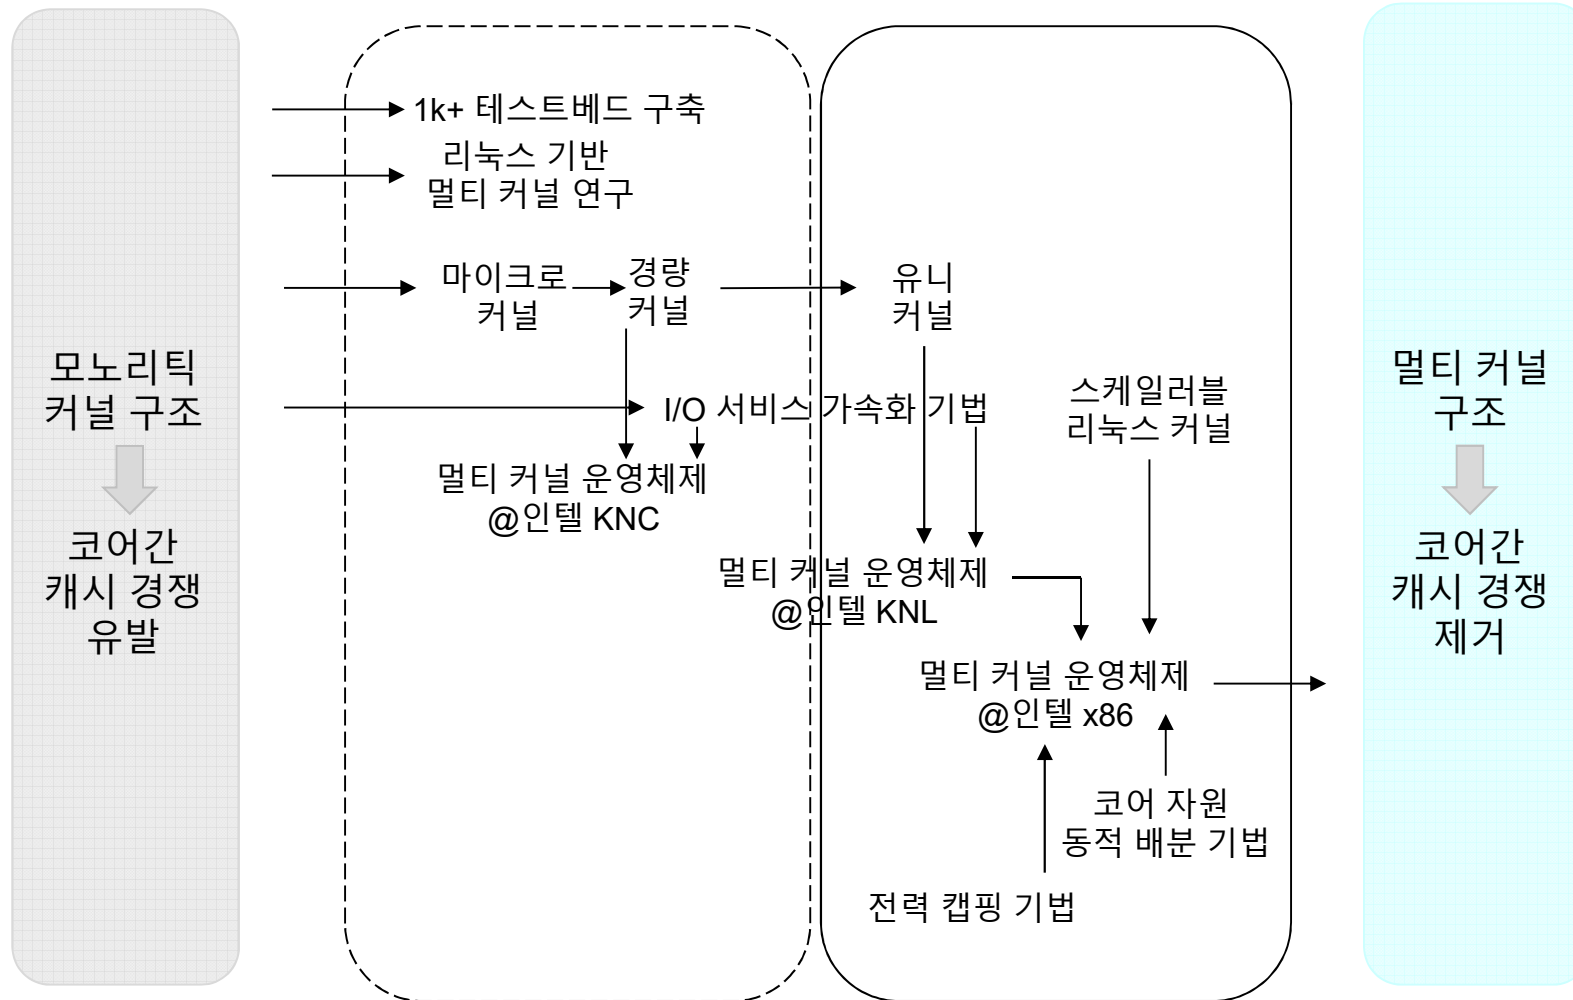 모노리틱
커널 구조
코어간
캐시 경쟁
유발
1k+ 테스트베드 구축
리눅스 기반
멀티 커널 연구
마이크로
커널
경량
커널
I/O 서비스 가속화 기법
멀티 커널 운영체제
@인텔 KNC
유니
커널
스케일러블
리눅스 커널
멀티 커널 운영체제
@인텔 KNL
멀티 커널 운영체제
@인텔 x86
코어 자원
동적 배분 기법
전력 캡핑 기법
멀티 커널
구조
코어간
캐시 경쟁
제거